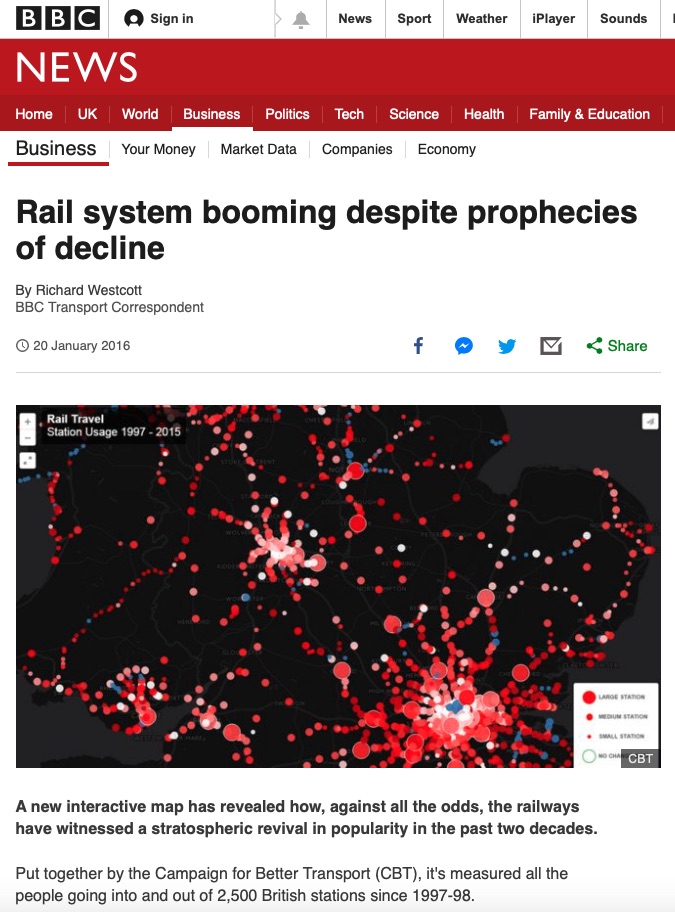 BBC Sign in News Sport Weather iPlayer Sounds
NEWS
Home UK World Business Politics Tech Science Health Family & Education
Business Your Money Market Data Companies Economy
Rail system booming despite prophecies
of decline
By Richard Westcott
BBC Transport Correspondent
20 January 2016
Share
Rail Travel
Station Usage 1997 - 2015
LARGE STATION
MEDIUM STATION
SMALL STATION
NO
CBT
A new interactive map has revealed how, against all the odds, the railways
have witnessed a stratospheric revival in popularity in the past two decades.
Put together by the Campaign for Better Transport (CBT), it's measured all the
people going into and out of 2,500 British stations since 1997-98.